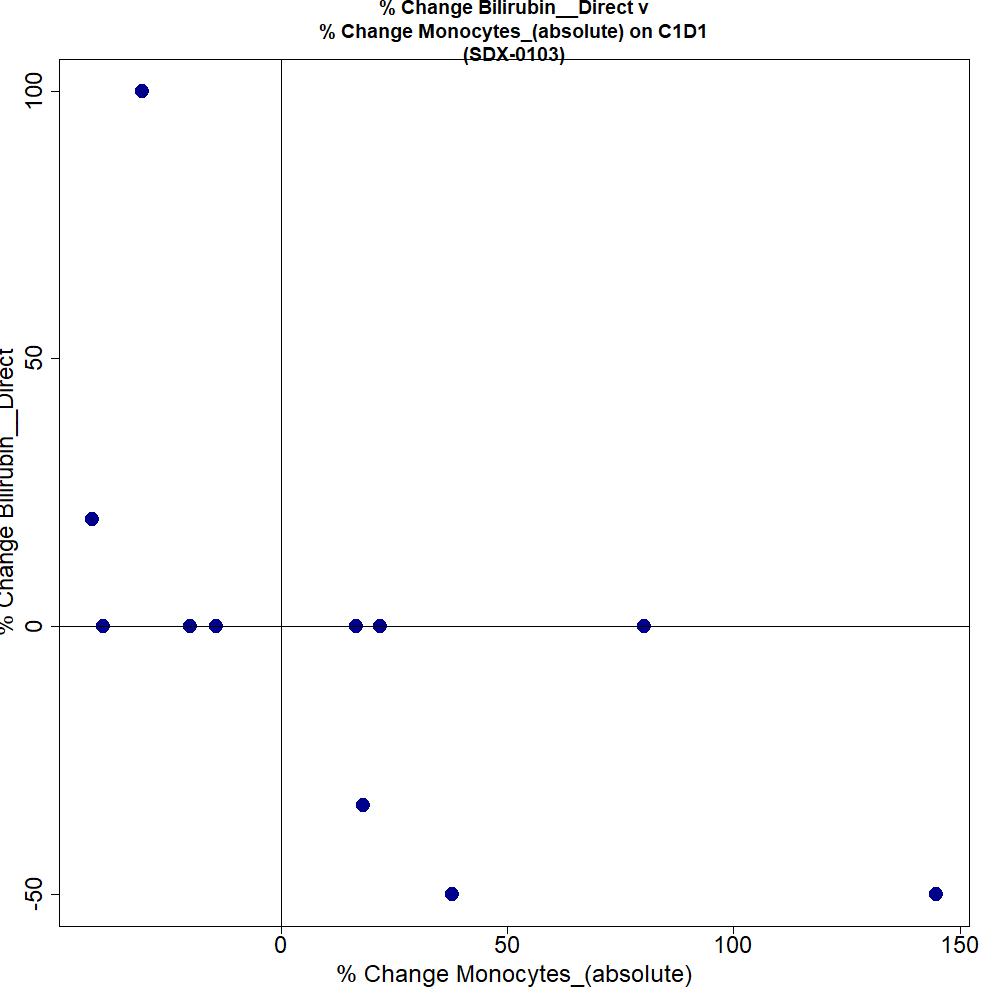 % Change Bilirubin__Direct v
% Change Monocytes_(absolute) on C1D1
(SDX-0103)
100
50
0
-50
% Change Bilirubin__Direct
0
50
100
150
% Change Monocytes_(absolute)